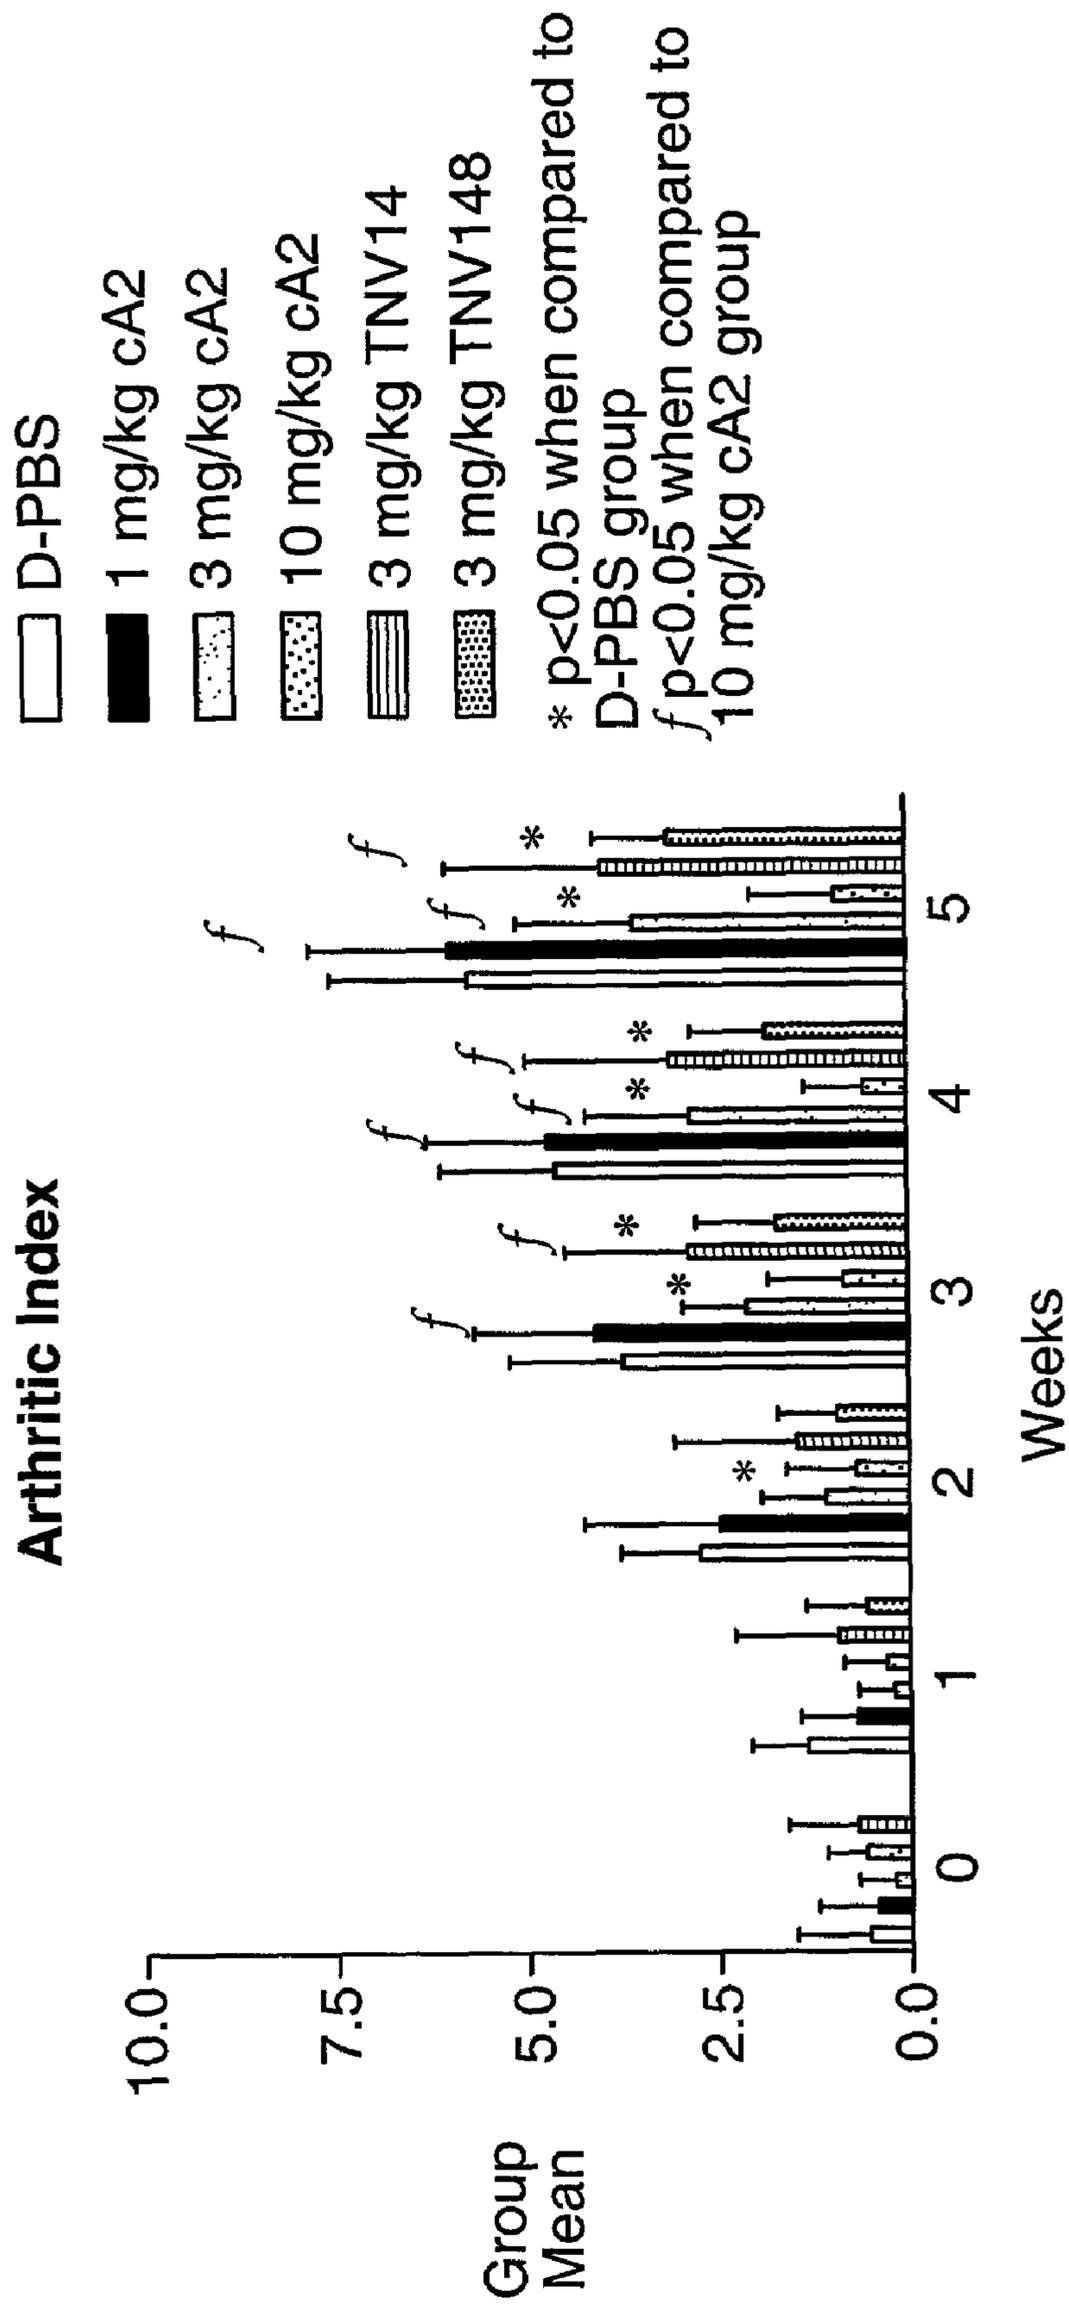 Arthritic Index
Group
Mean
10.0
7.5
5.0
2.5
0.0
0 1 2 3 4 5
Weeks
f f * f *
f f * f *
f f f *
*
D-PBS
1 mg/kg cA2
3 mg/kg cA2
10 mg/kg cA2
3 mg/kg TNV14
3 mg/kg TNV148
* p<0.05 when compared to
D-PBS group
f p<0.05 when compared to
10 mg/kg cA2 group